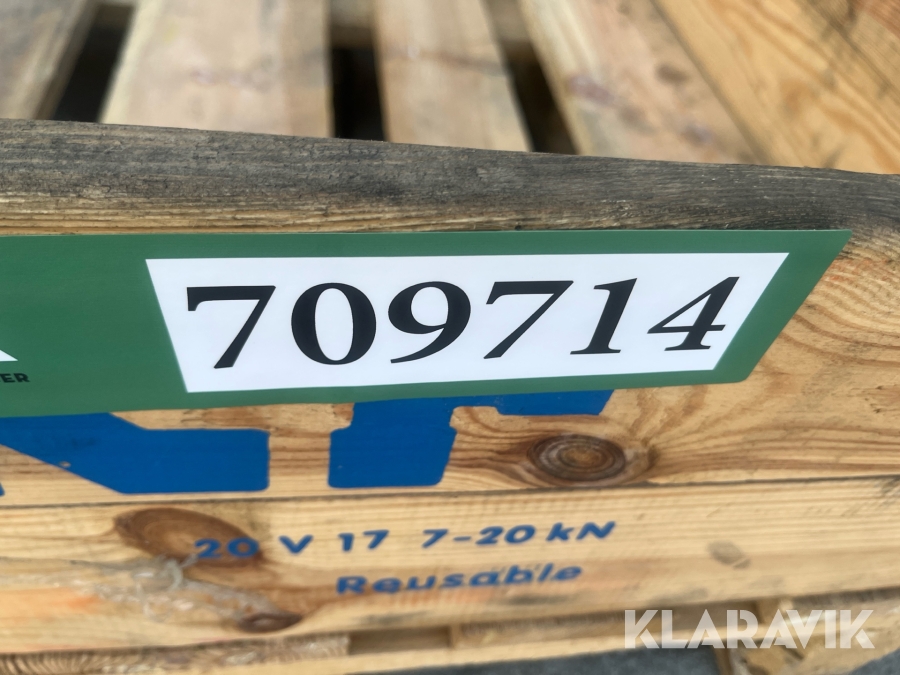 709714
20 V 17 7-20 kN
Reusable
KLARAVIK